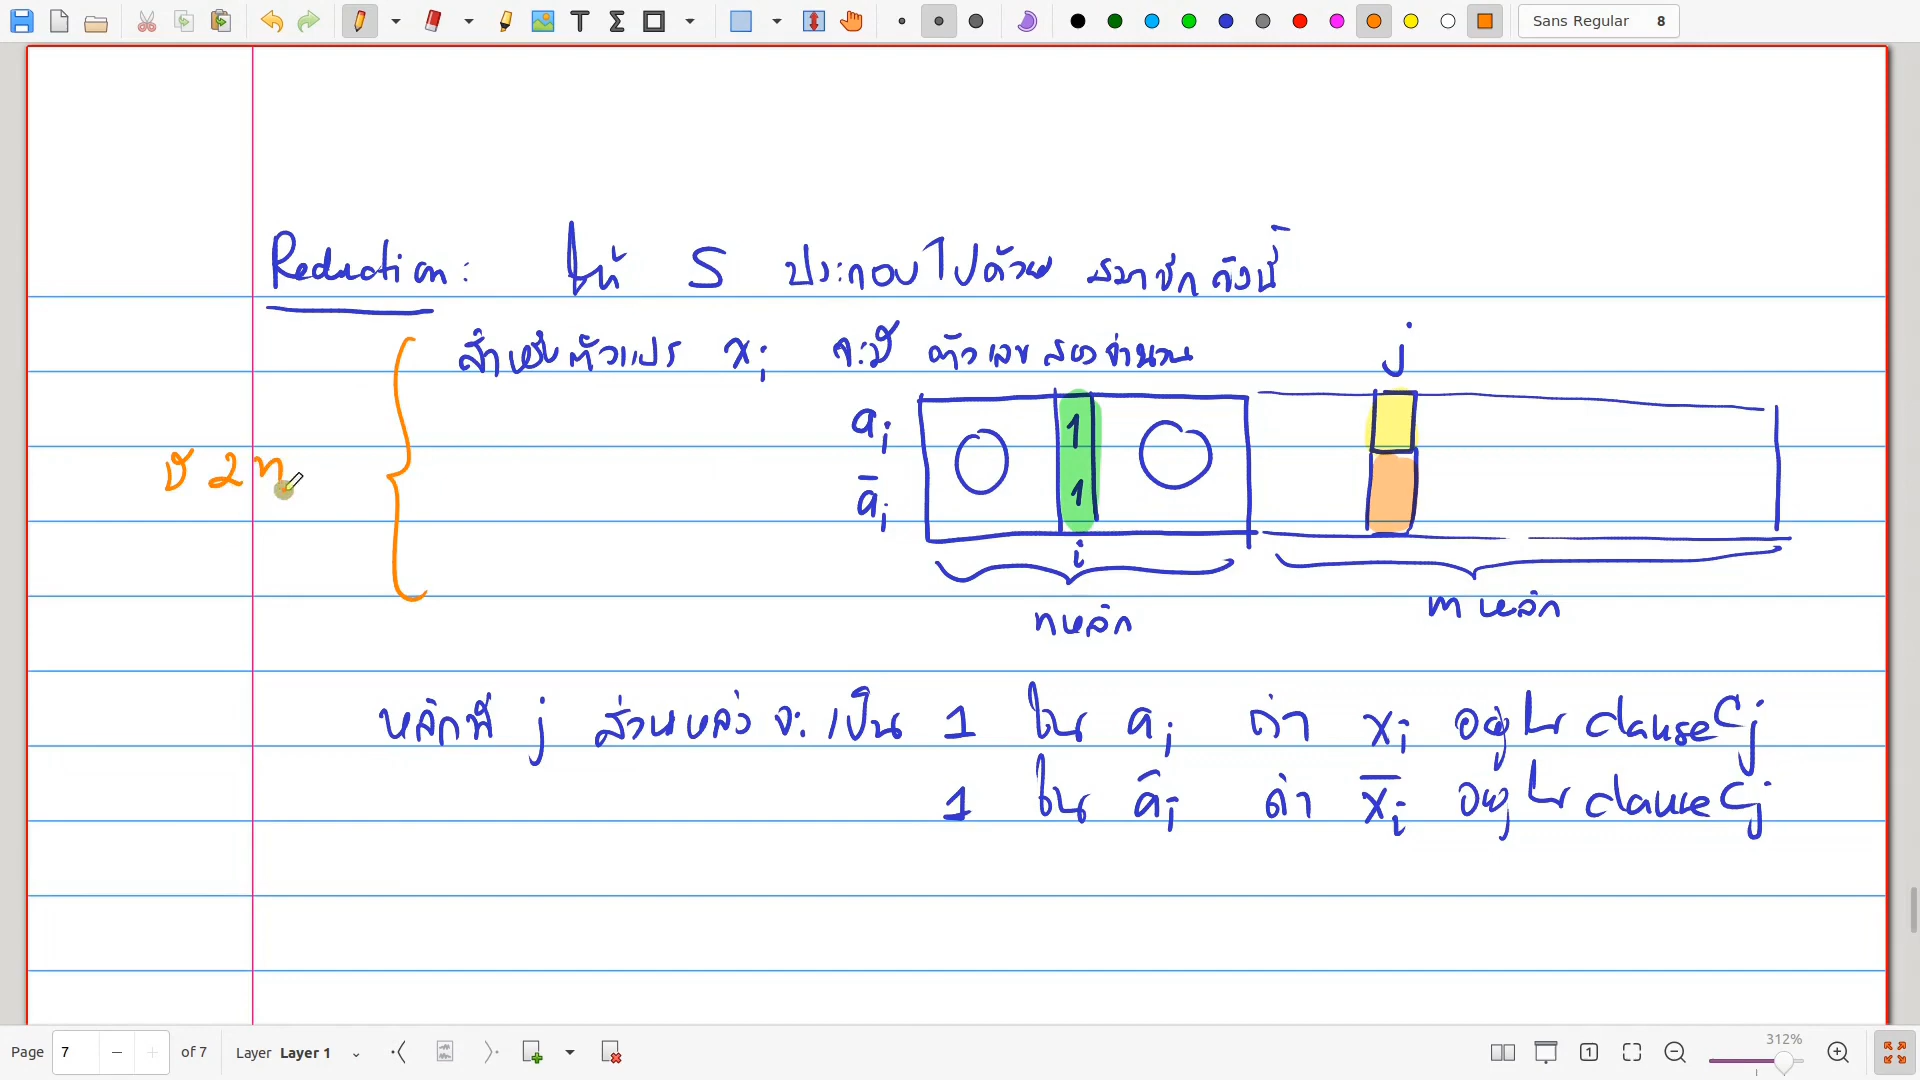 Sans Regular 8
Reduction: ให้ S ประกอบไปด้วย สมาชิกดังนี้
สำหรับตัวแปร xi จะมี ตัวเลขสองจำนวน
j
ai 1
มี 2n
āi 1
i
n หลัก
m หลัก
หลักที่ j ส่วนหลัง จะเป็น 1 ใน ai ถ้า xi อยู่ใน clause Cj
1 ใน āi ถ้า x̄i อยู่ใน clause Cj
Page 7 of 7 Layer Layer 1 312%